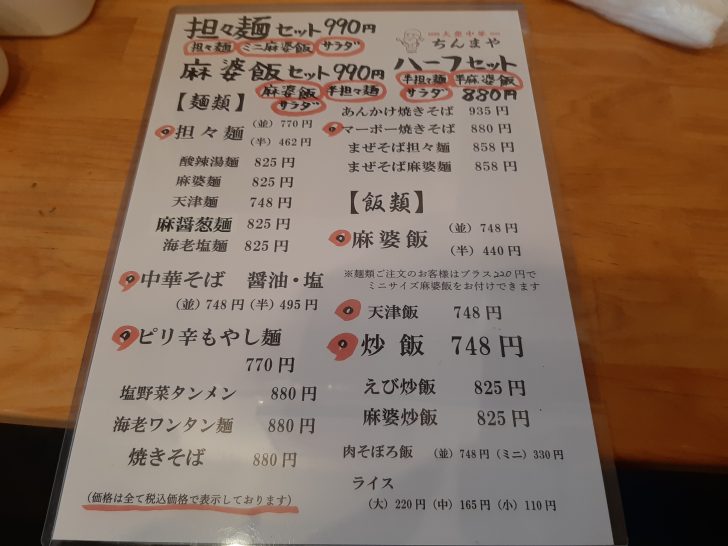 担々麺セット990円
担々麺 ミニ麻婆飯 サラダ
麻婆飯セット990円
麻婆飯 半担々麺
サラダ
大衆中華
ちんまや
ハーフセット
半担々麺 半麻婆飯
サラダ 880円
【麺類】
担々麺 (並)770円
(半)462円
酸辣湯麺 825円
麻婆麺 825円
天津麺 748円
麻醤葱麺 825円
海老塩麺 825円
中華そば 醤油・塩
(並)748円(半)495円
ピリ辛もやし麺
770円
塩野菜タンメン 880円
海老ワンタン麺 880円
焼きそば 880円
(価格は全て税込価格で表示しております)
あんかけ焼きそば 935円
マーボー焼きそば 880円
まぜそば担々麺 858円
まぜそば麻婆麺 858円
【飯類】
麻婆飯 (並)748円
(半)440円
※麺類ご注文のお客様はプラス220円で
ミニサイズ麻婆飯をお付けできます
天津飯 748円
炒飯 748円
えび炒飯 825円
麻婆炒飯 825円
肉そぼろ飯 (並)748円(ミニ)330円
ライス
(大)220円(中)165円(小)110円